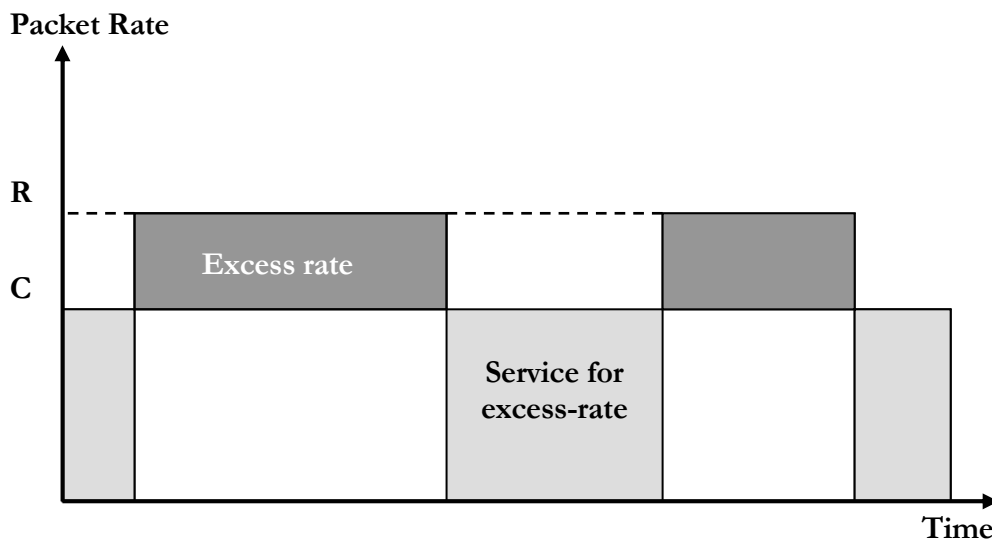 Packet Rate
R
Excess rate
C
Service for
excess-rate
Time